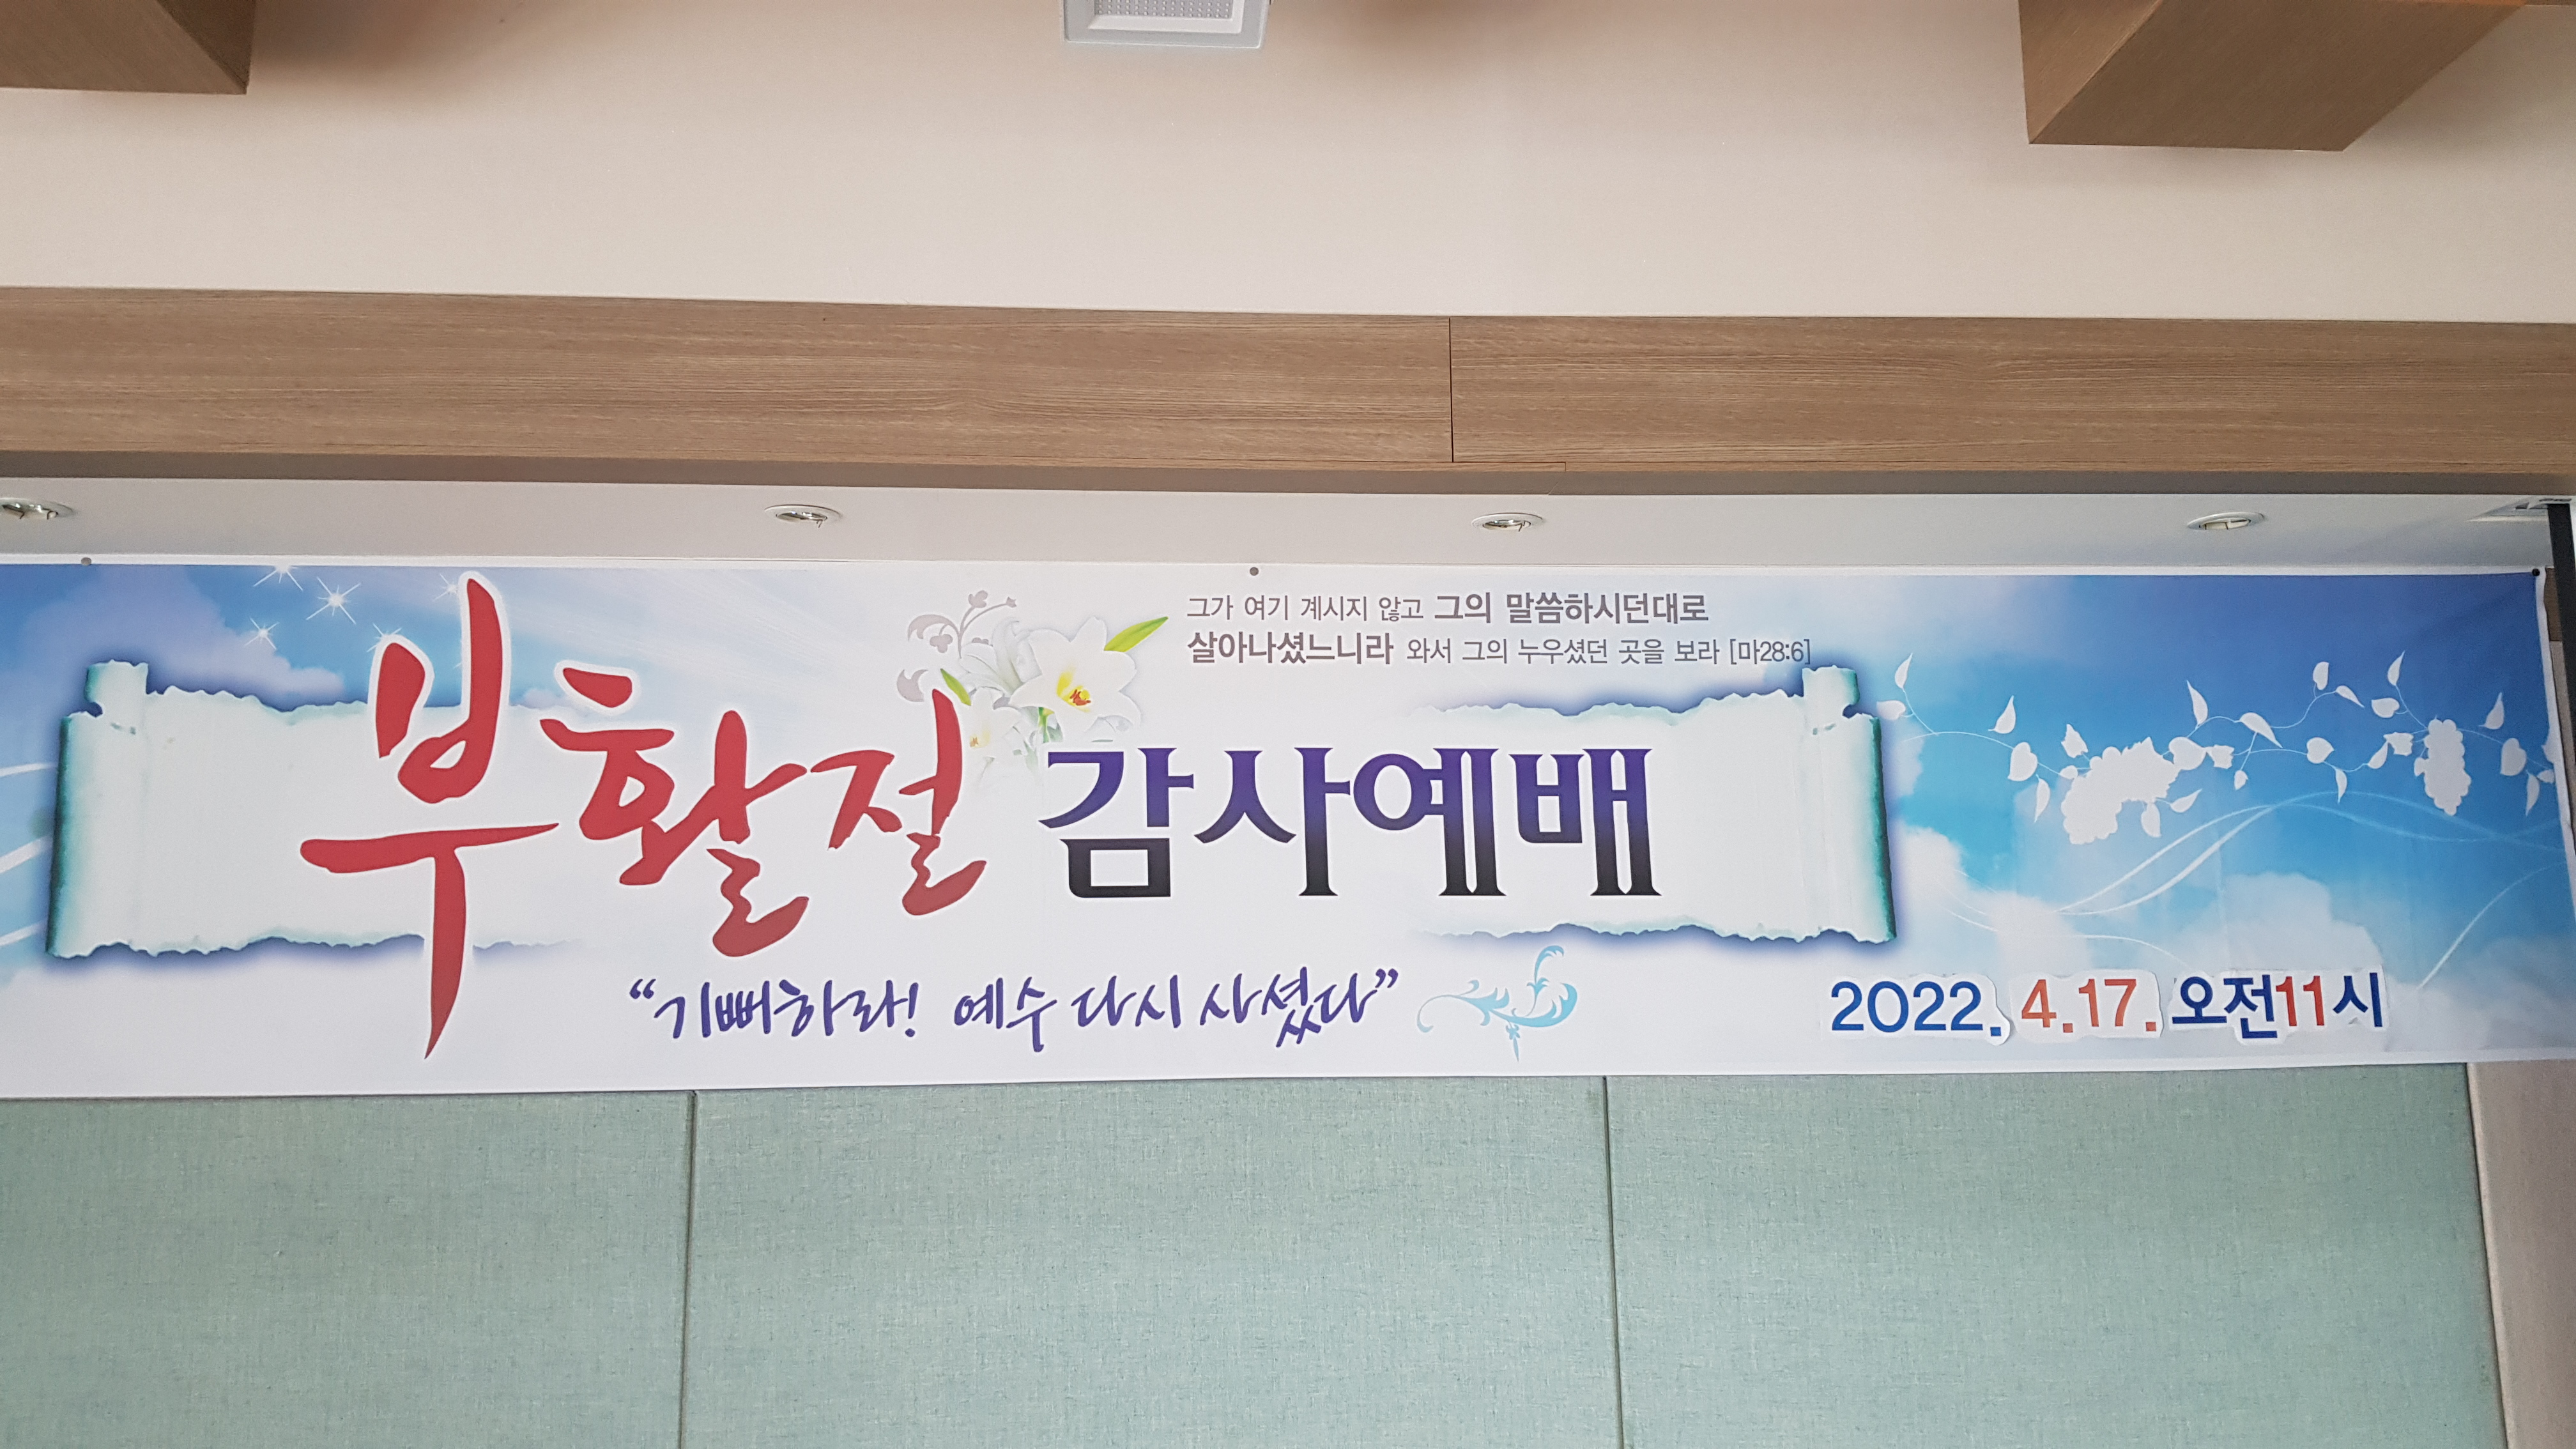 그가 여기 계시지 않고 그의 말씀하시던대로
살아나셨느니라 와서 그의 누우셨던 곳을 보라 [마28:6]
부활절 감사예배
“기뻐하라! 예수 다시 사셨다”
2022. 4.17. 오전11시